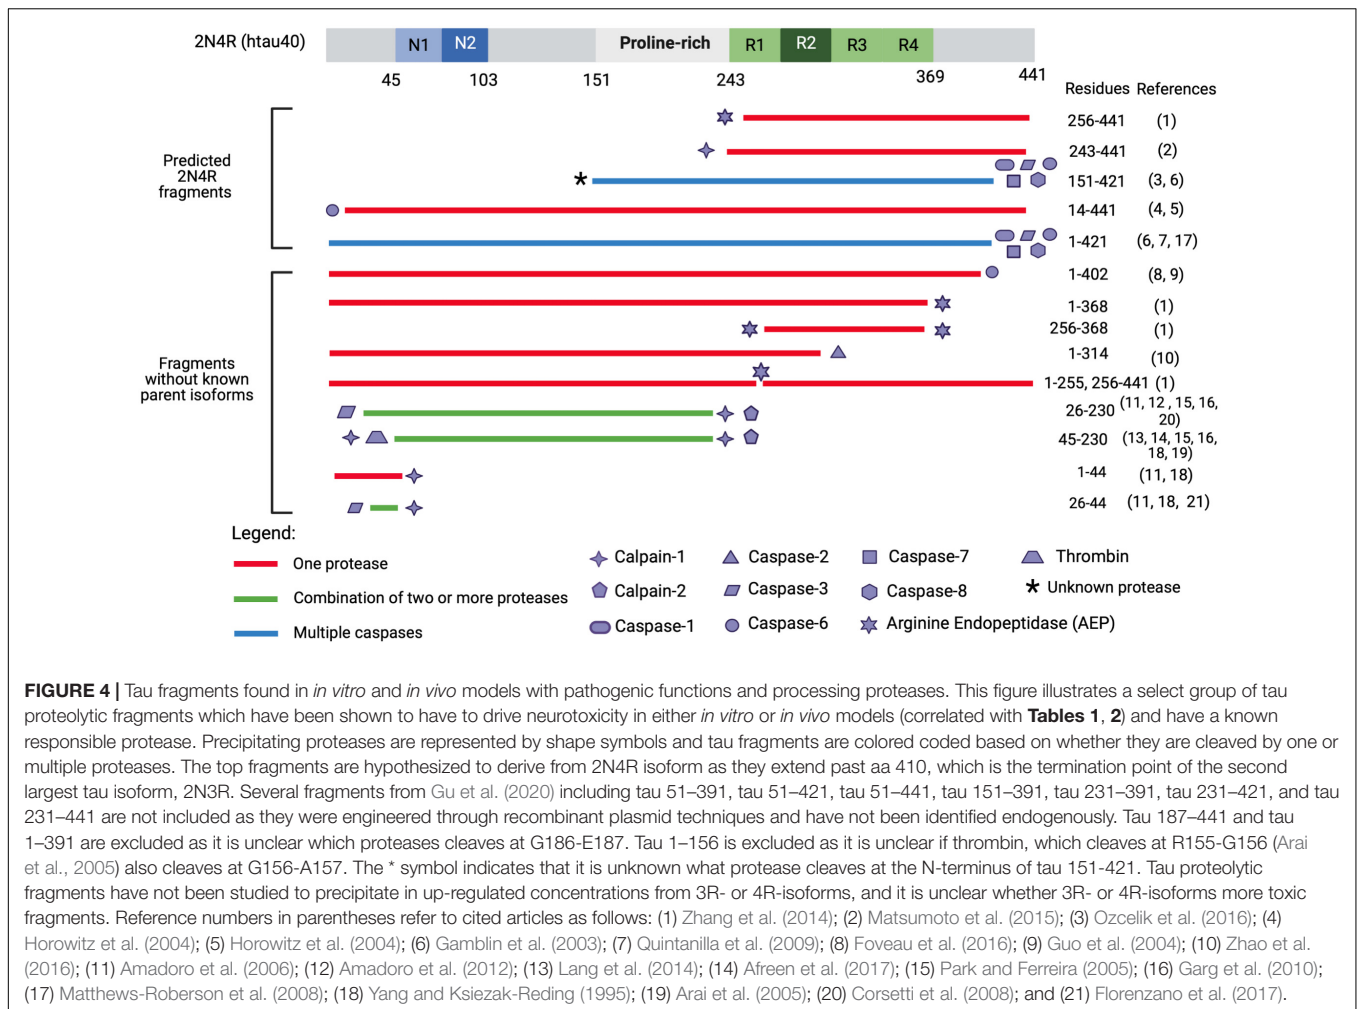 2N4R (htau40)
N1
N2
Proline-rich
R1
R2
R3
R4
45
103
151
243
369
441
Residues References
Predicted
2N4R
fragments
256-441 (1)
243-441 (2)
* 151-421 (3, 6)
14-441 (4, 5)
1-421 (6, 7, 17)
Fragments
without known
parent isoforms
1-402 (8, 9)
1-368 (1)
256-368 (1)
1-314 (10)
1-255, 256-441 (1)
26-230 (11, 12 , 15, 16,
20)
45-230 (13, 14, 15, 16,
18, 19)
1-44 (11, 18)
26-44 (11, 18, 21)
Legend:
One protease
Combination of two or more proteases
Multiple caspases
Calpain-1
Calpain-2
Caspase-1
Caspase-2
Caspase-3
Caspase-6
Caspase-7
Caspase-8
Arginine Endopeptidase (AEP)
Thrombin
* Unknown protease
FIGURE 4 | Tau fragments found in in vitro and in vivo models with pathogenic functions and processing proteases. This figure illustrates a select group of tau
proteolytic fragments which have been shown to have to drive neurotoxicity in either in vitro or in vivo models (correlated with Tables 1, 2) and have a known
responsible protease. Precipitating proteases are represented by shape symbols and tau fragments are colored coded based on whether they are cleaved by one or
multiple proteases. The top fragments are hypothesized to derive from 2N4R isoform as they extend past aa 410, which is the termination point of the second
largest tau isoform, 2N3R. Several fragments from Gu et al. (2020) including tau 51–391, tau 51–421, tau 51–441, tau 151–391, tau 231–391, tau 231–421, and tau
231–441 are not included as they were engineered through recombinant plasmid techniques and have not been identified endogenously. Tau 187–441 and tau
1–391 are excluded as it is unclear which proteases cleaves at G186-E187. Tau 1–156 is excluded as it is unclear if thrombin, which cleaves at R155-G156 (Arai
et al., 2005) also cleaves at G156-A157. The * symbol indicates that it is unknown what protease cleaves at the N-terminus of tau 151-421. Tau proteolytic
fragments have not been studied to precipitate in up-regulated concentrations from 3R- or 4R-isoforms, and it is unclear whether 3R- or 4R-isoforms more toxic
fragments. Reference numbers in parentheses refer to cited articles as follows: (1) Zhang et al. (2014); (2) Matsumoto et al. (2015); (3) Ozcelik et al. (2016); (4)
Horowitz et al. (2004); (5) Horowitz et al. (2004); (6) Gamblin et al. (2003); (7) Quintanilla et al. (2009); (8) Foveau et al. (2016); (9) Guo et al. (2004); (10) Zhao et al.
(2016); (11) Amadoro et al. (2006); (12) Amadoro et al. (2012); (13) Lang et al. (2014); (14) Afreen et al. (2017); (15) Park and Ferreira (2005); (16) Garg et al. (2010);
(17) Matthews-Roberson et al. (2008); (18) Yang and Ksiezak-Reding (1995); (19) Arai et al. (2005); (20) Corsetti et al. (2008); and (21) Florenzano et al. (2017).